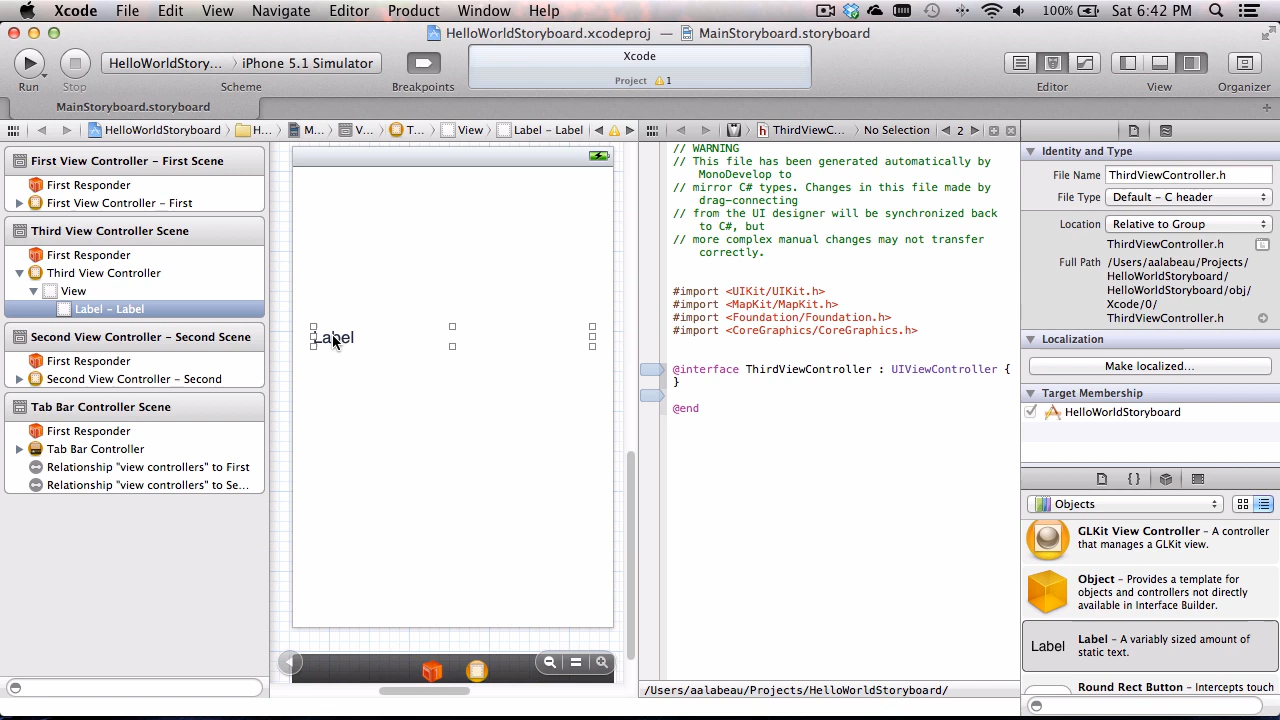 Xcode File Edit View Navigate Editor Product Window Help 100% Sat 6:42 PM
HelloWorldStoryboard.xcodeproj — MainStoryboard.storyboard
HelloWorldStory... iPhone 5.1 Simulator
Xcode
Project 1
Run Stop Scheme Breakpoints Editor View Organizer
MainStoryboard.storyboard
HelloWorldStoryboard H... M... V... T... View Label – Label
ThirdViewC... No Selection 2
First View Controller – First Scene
First Responder
First View Controller – First
Third View Controller Scene
First Responder
Third View Controller
View
Label – Label
Second View Controller – Second Scene
First Responder
Second View Controller – Second
Tab Bar Controller Scene
First Responder
Tab Bar Controller
Relationship "view controllers" to First
Relationship "view controllers" to Se...
Label
// WARNING
// This file has been generated automatically by
MonoDevelop to
// mirror C# types. Changes in this file made by
drag-connecting
// from the UI designer will be synchronized back
to C#, but
// more complex manual changes may not transfer
correctly.
#import <UIKit/UIKit.h>
#import <MapKit/MapKit.h>
#import <Foundation/Foundation.h>
#import <CoreGraphics/CoreGraphics.h>
@interface ThirdViewController : UIViewController {
}
@end
/Users/aalabeau/Projects/HelloWorldStoryboard/
Identity and Type
File Name ThirdViewController.h
File Type Default – C header
Location Relative to Group
ThirdViewController.h
Full Path /Users/aalabeau/Projects/
HelloWorldStoryboard/
HelloWorldStoryboard/obj/
Xcode/0/
ThirdViewController.h
Localization
Make localized...
Target Membership
HelloWorldStoryboard
{ }
Objects
GLKit View Controller – A controller
that manages a GLKit view.
Object – Provides a template for
objects and controllers not directly
available in Interface Builder.
Label
Label – A variably sized amount of
static text.
Round Rect Button – Intercepts touch